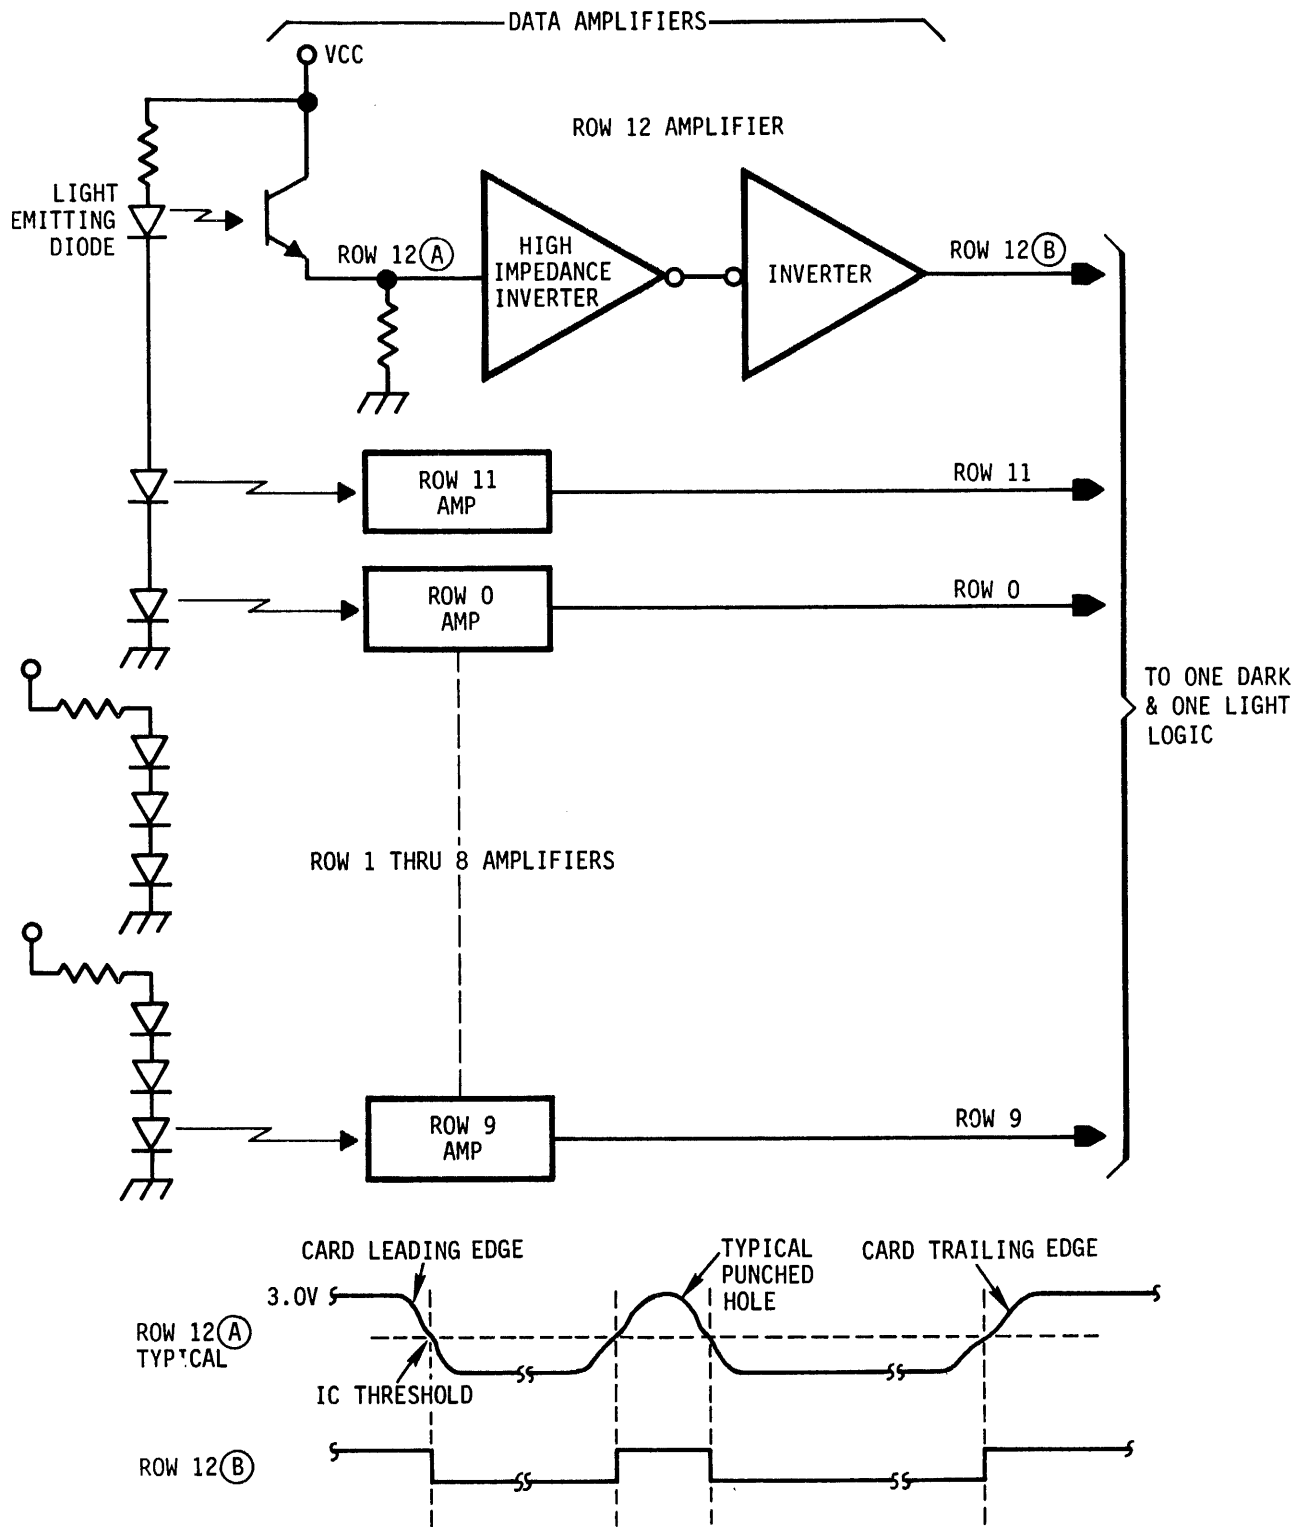 DATA AMPLIFIERS
VCC
ROW 12 AMPLIFIER
LIGHT
EMITTING
DIODE
ROW 12 A
HIGH
IMPEDANCE
INVERTER
INVERTER
ROW 12 B
ROW 11
AMP
ROW 11
ROW 0
AMP
ROW 0
TO ONE DARK
& ONE LIGHT
LOGIC
ROW 1 THRU 8 AMPLIFIERS
ROW 9
AMP
ROW 9
CARD LEADING EDGE
TYPICAL
PUNCHED
HOLE
CARD TRAILING EDGE
3.0V
ROW 12 A
TYPICAL
IC THRESHOLD
ROW 12 B